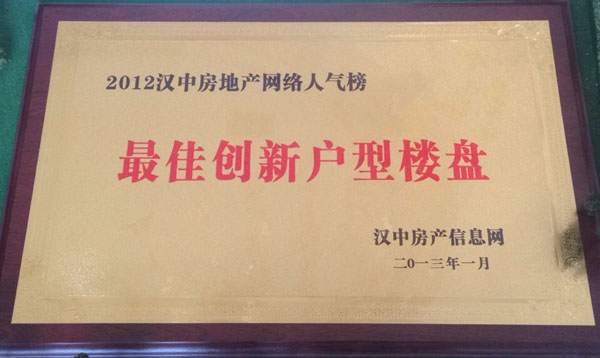 2012汉中房地产网络人气榜
最佳创新户型楼盘
汉中房产信息网
二〇一三年一月